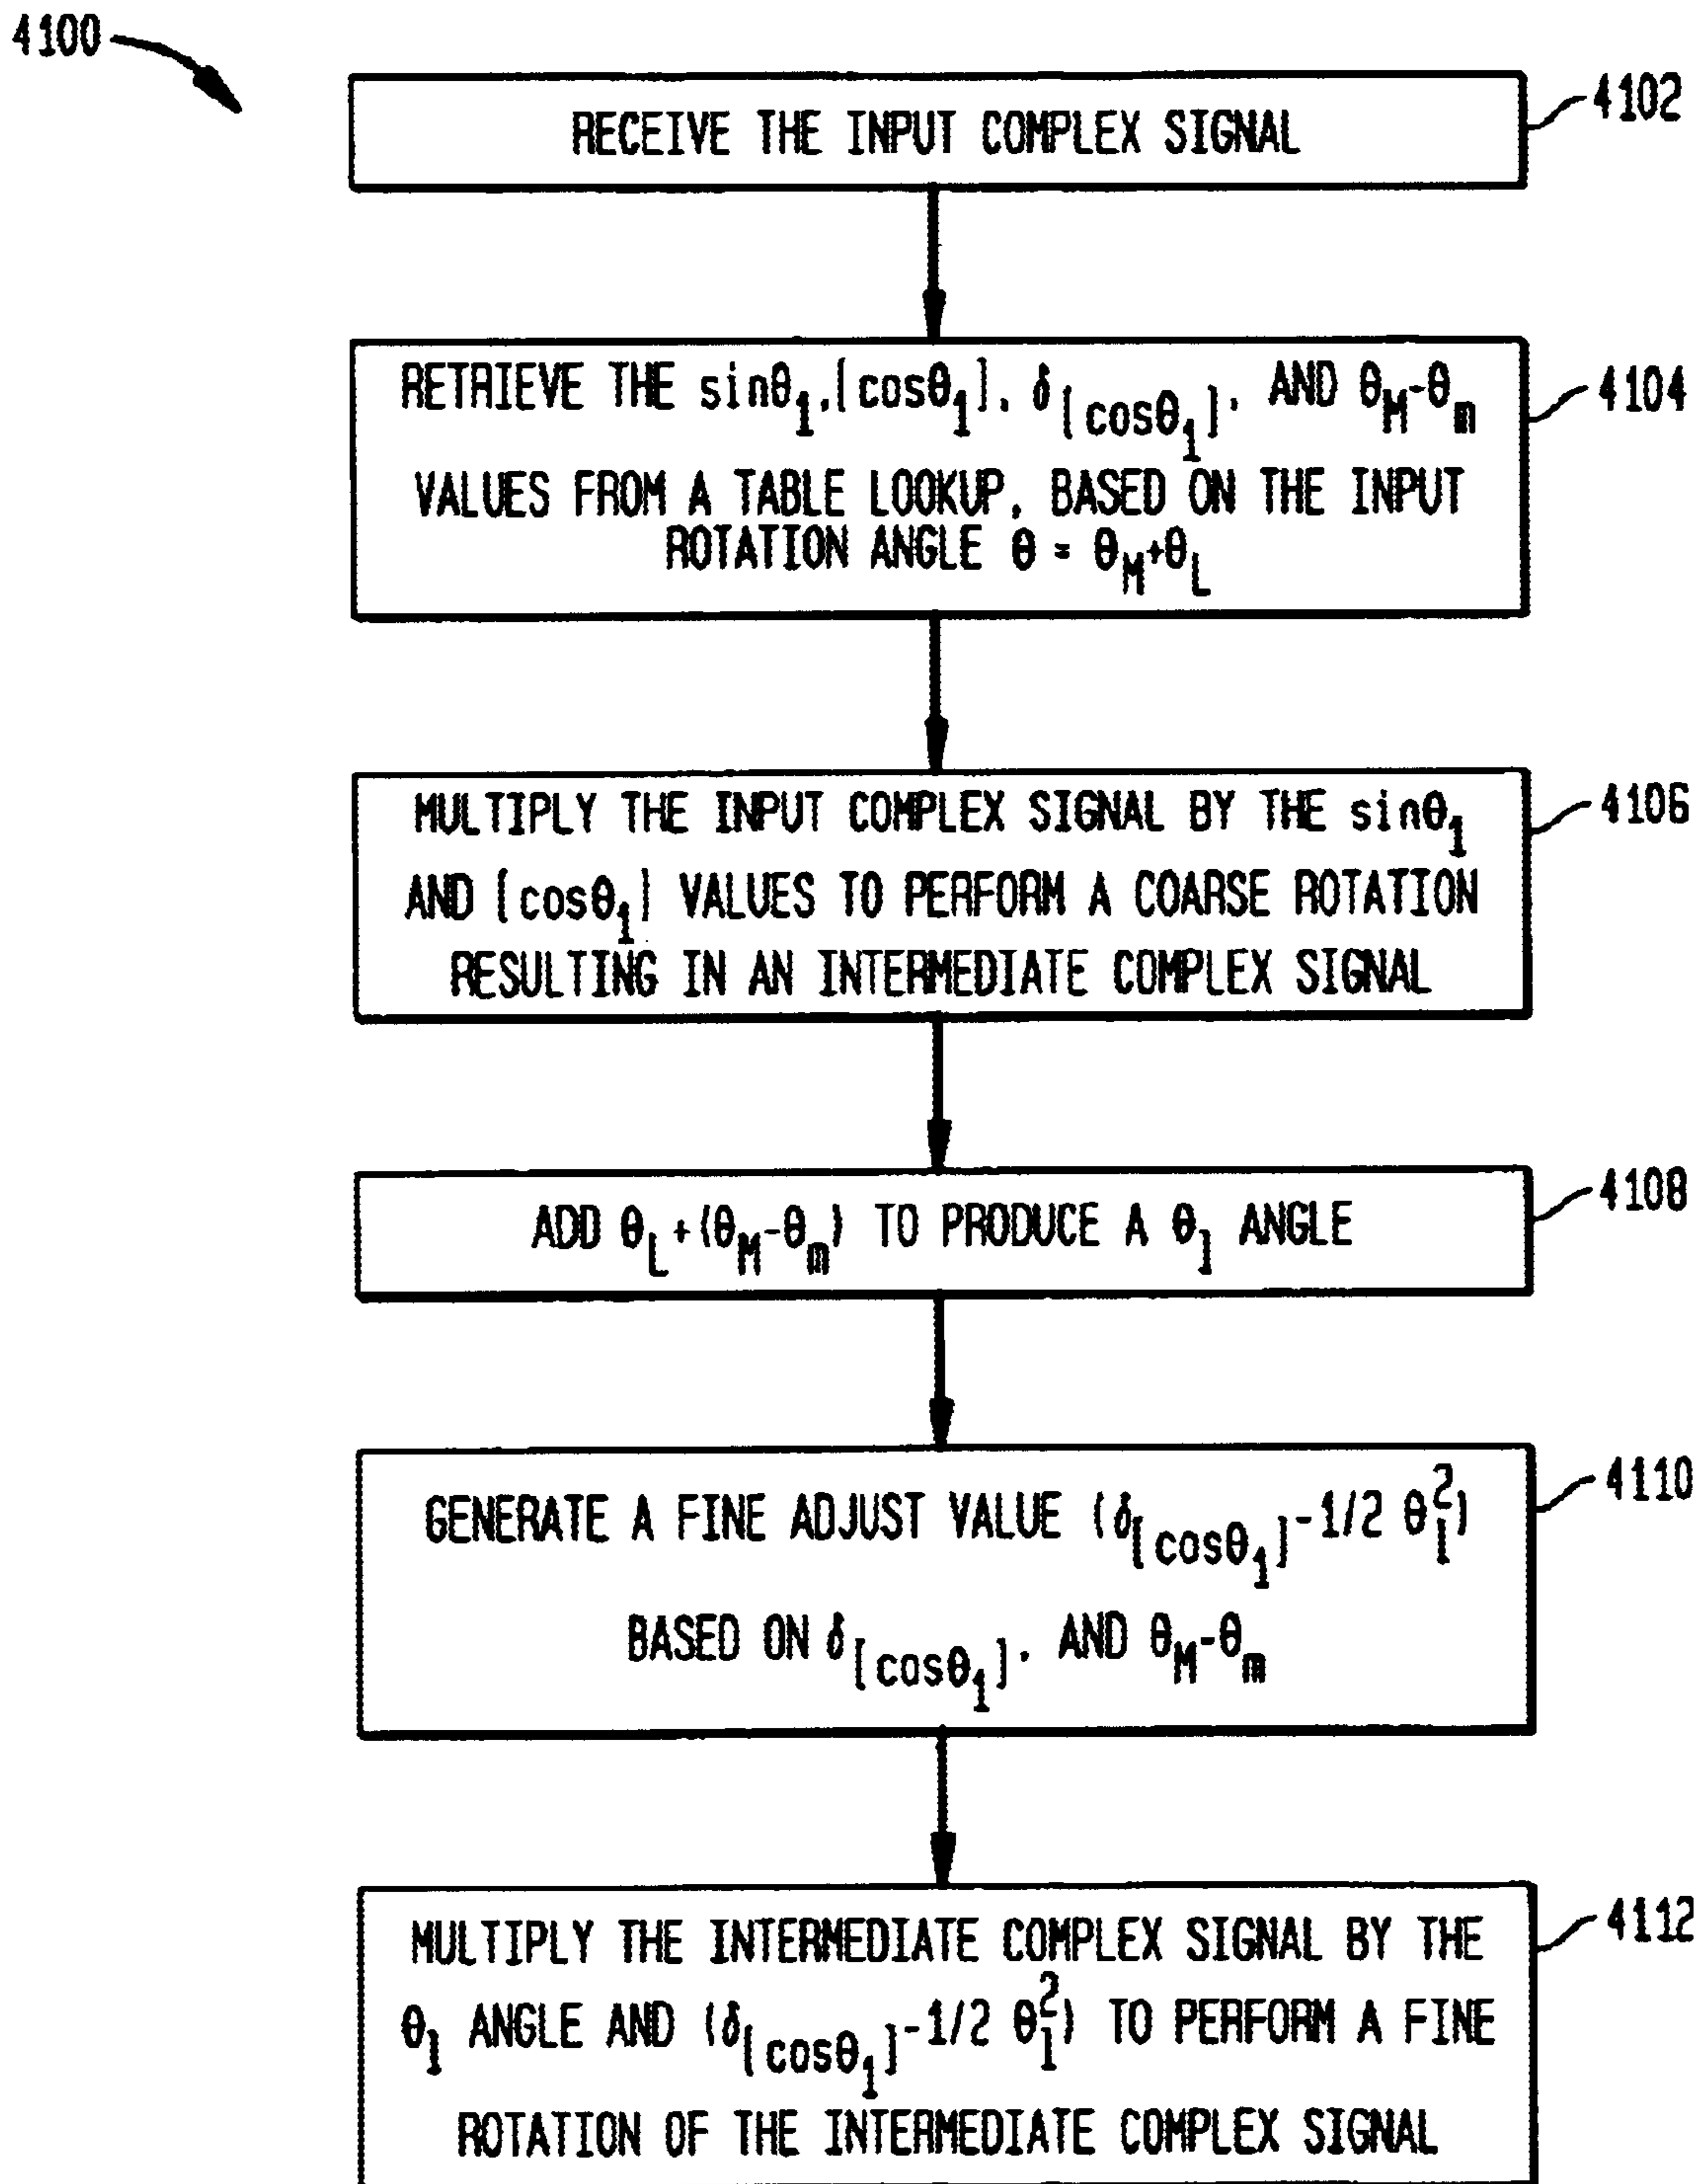 4100
RECEIVE THE INPUT COMPLEX SIGNAL
4102
RETRIEVE THE sinθ₁, [cosθ₁], δ[cosθ₁], AND θM-θm
4104
VALUES FROM A TABLE LOOKUP, BASED ON THE INPUT
ROTATION ANGLE θ = θM+θL
MULTIPLY THE INPUT COMPLEX SIGNAL BY THE sinθ₁
4106
AND [cosθ₁] VALUES TO PERFORM A COARSE ROTATION
RESULTING IN AN INTERMEDIATE COMPLEX SIGNAL
ADD θL+(θM-θm) TO PRODUCE A θl ANGLE
4108
GENERATE A FINE ADJUST VALUE (δ[cosθ₁]-1/2 θl²)
4110
BASED ON δ[cosθ₁], AND θM-θm
MULTIPLY THE INTERMEDIATE COMPLEX SIGNAL BY THE
4112
θl ANGLE AND (δ[cosθ₁]-1/2 θl²) TO PERFORM A FINE
ROTATION OF THE INTERMEDIATE COMPLEX SIGNAL